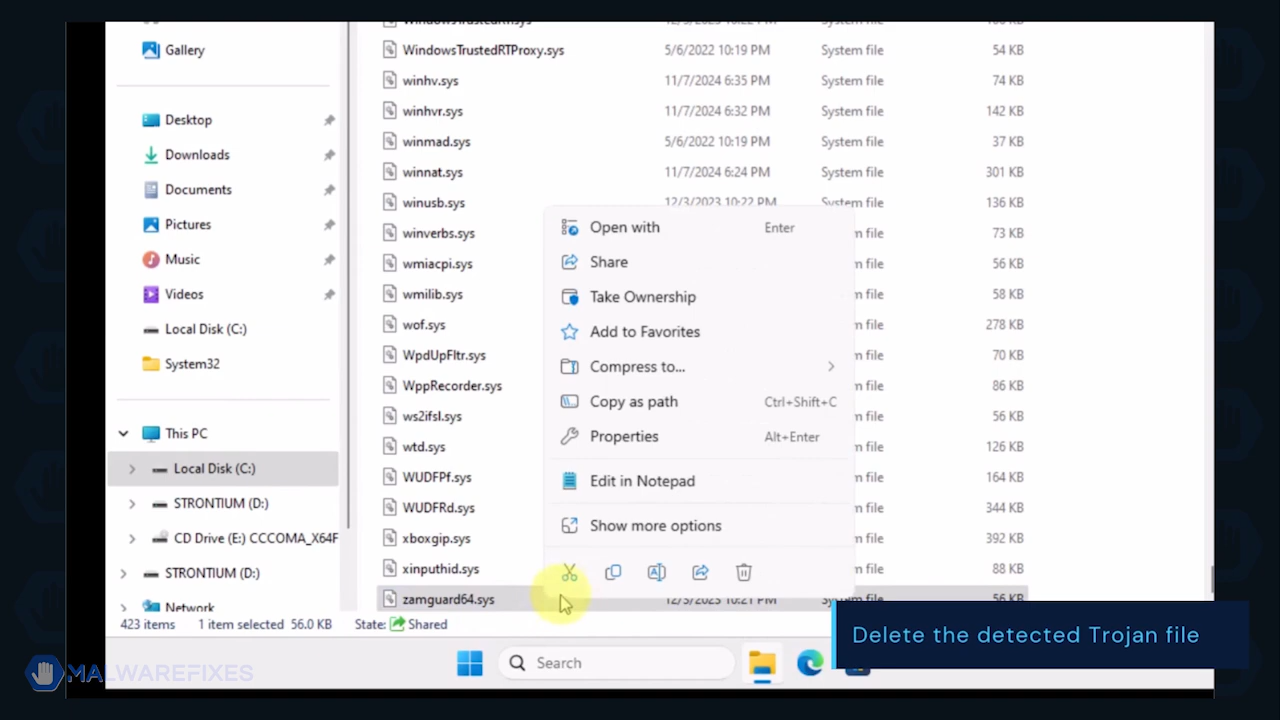 Gallery
Desktop
Downloads
Documents
Pictures
Music
Videos
Local Disk (C:)
System32
This PC
Local Disk (C:)
STRONTIUM (D:)
CD Drive (E:) CCCOMA_X64F
STRONTIUM (D:)
Network
WindowsTrustedRTProxy.sys 5/6/2022 10:19 PM System file 54 KB
winhv.sys 11/7/2024 6:35 PM System file 74 KB
winhvr.sys 11/7/2024 6:32 PM System file 142 KB
winmad.sys 5/6/2022 10:19 PM System file 37 KB
winnat.sys 11/7/2024 6:24 PM System file 301 KB
winusb.sys 12/3/2023 10:22 PM System file 136 KB
winverbs.sys m file 73 KB
wmiacpi.sys m file 56 KB
wmilib.sys m file 58 KB
wof.sys m file 278 KB
WpdUpFltr.sys m file 70 KB
WppRecorder.sys m file 86 KB
ws2ifsl.sys m file 56 KB
wtd.sys m file 126 KB
WUDFPf.sys m file 164 KB
WUDFRd.sys m file 344 KB
xboxgip.sys m file 392 KB
xinputhid.sys m file 88 KB
zamguard64.sys 12/3/2023 10:21 PM System file 56 KB
Open with Enter
Share
Take Ownership
Add to Favorites
Compress to...
Copy as path Ctrl+Shift+C
Properties Alt+Enter
Edit in Notepad
Show more options
423 items 1 item selected 56.0 KB State: Shared
Delete the detected Trojan file
Search
MALWAREFIXES